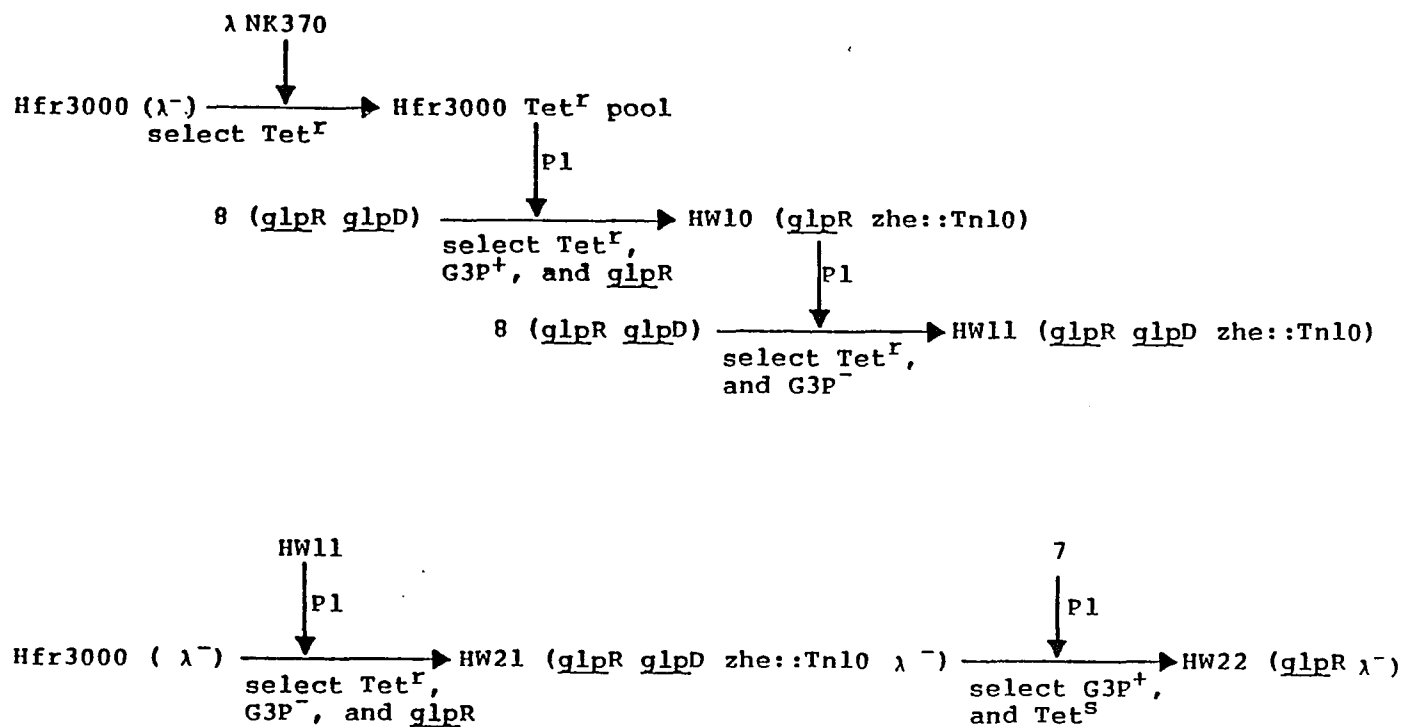 λ NK370
Hfr3000 (λ⁻) select Tetʳ Hfr3000 Tetʳ pool
P1
8 (glpR glpD) select Tetʳ, G3P⁺, and glpR HW10 (glpR zhe::Tn10)
P1
8 (glpR glpD) select Tetʳ, and G3P⁻ HW11 (glpR glpD zhe::Tn10)
HW11
P1
7
P1
Hfr3000 ( λ⁻) select Tetʳ, G3P⁻, and glpR HW21 (glpR glpD zhe::Tn10 λ⁻) select G3P⁺, and Tetˢ HW22 (glpR λ⁻)